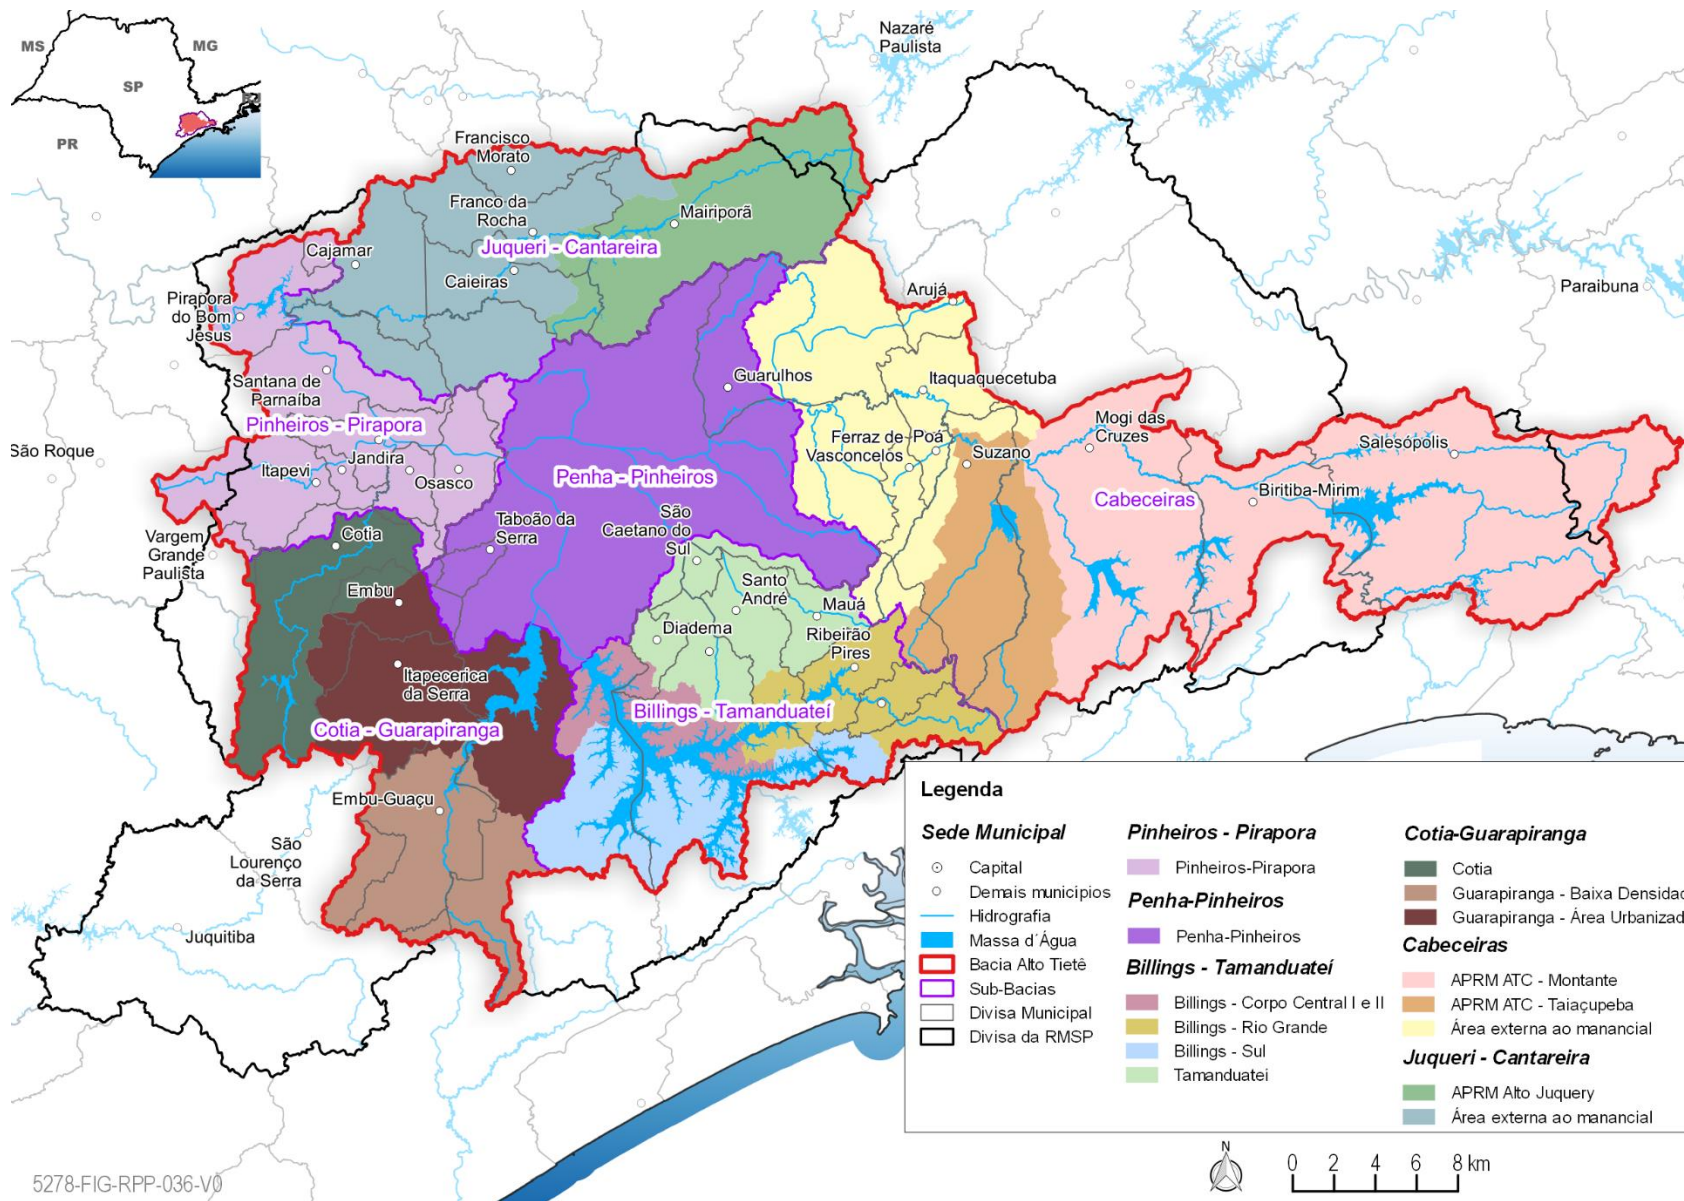 MS
MG
SP
RJ
PR
Nazaré
Paulista
Francisco
Morato
Franco da
Rocha
Mairiporã
Juqueri - Cantareira
Cajamar
Caieiras
Pirapora
do Bom
Jesus
Arujá
Paraibuna
Santana de
Parnaíba
Guarulhos
Itaquaquecetuba
Pinheiros - Pirapora
Mogi das
Cruzes
Ferraz de
Vasconcelos
Poá
Suzano
Salesópolis
São Roque
Itapevi
Jandira
Osasco
Penha - Pinheiros
Cabeceiras
Biritiba-Mirim
Taboão da
Serra
São
Caetano do
Sul
Vargem
Grande
Paulista
Cotia
Embu
Santo
André
Mauá
Diadema
Ribeirão
Pires
Itapecerica
da Serra
Cotia - Guarapiranga
Billings - Tamanduateí
Embu-Guaçu
São
Lourenço
da Serra
Juquitiba
Legenda
Sede Municipal
Capital
Demais municípios
Hidrografia
Massa d´Água
Bacia Alto Tietê
Sub-Bacias
Divisa Municipal
Divisa da RMSP
Pinheiros - Pirapora
Pinheiros-Pirapora
Penha-Pinheiros
Penha-Pinheiros
Billings - Tamanduateí
Billings - Corpo Central I e II
Billings - Rio Grande
Billings - Sul
Tamanduatei
Cotia-Guarapiranga
Cotia
Guarapiranga - Baixa Densidad
Guarapiranga - Área Urbanizad
Cabeceiras
APRM ATC - Montante
APRM ATC - Taiaçupeba
Área externa ao manancial
Juqueri - Cantareira
APRM Alto Juquery
Área externa ao manancial
N
0 2 4 6 8 km
5278-FIG-RPP-036-V0